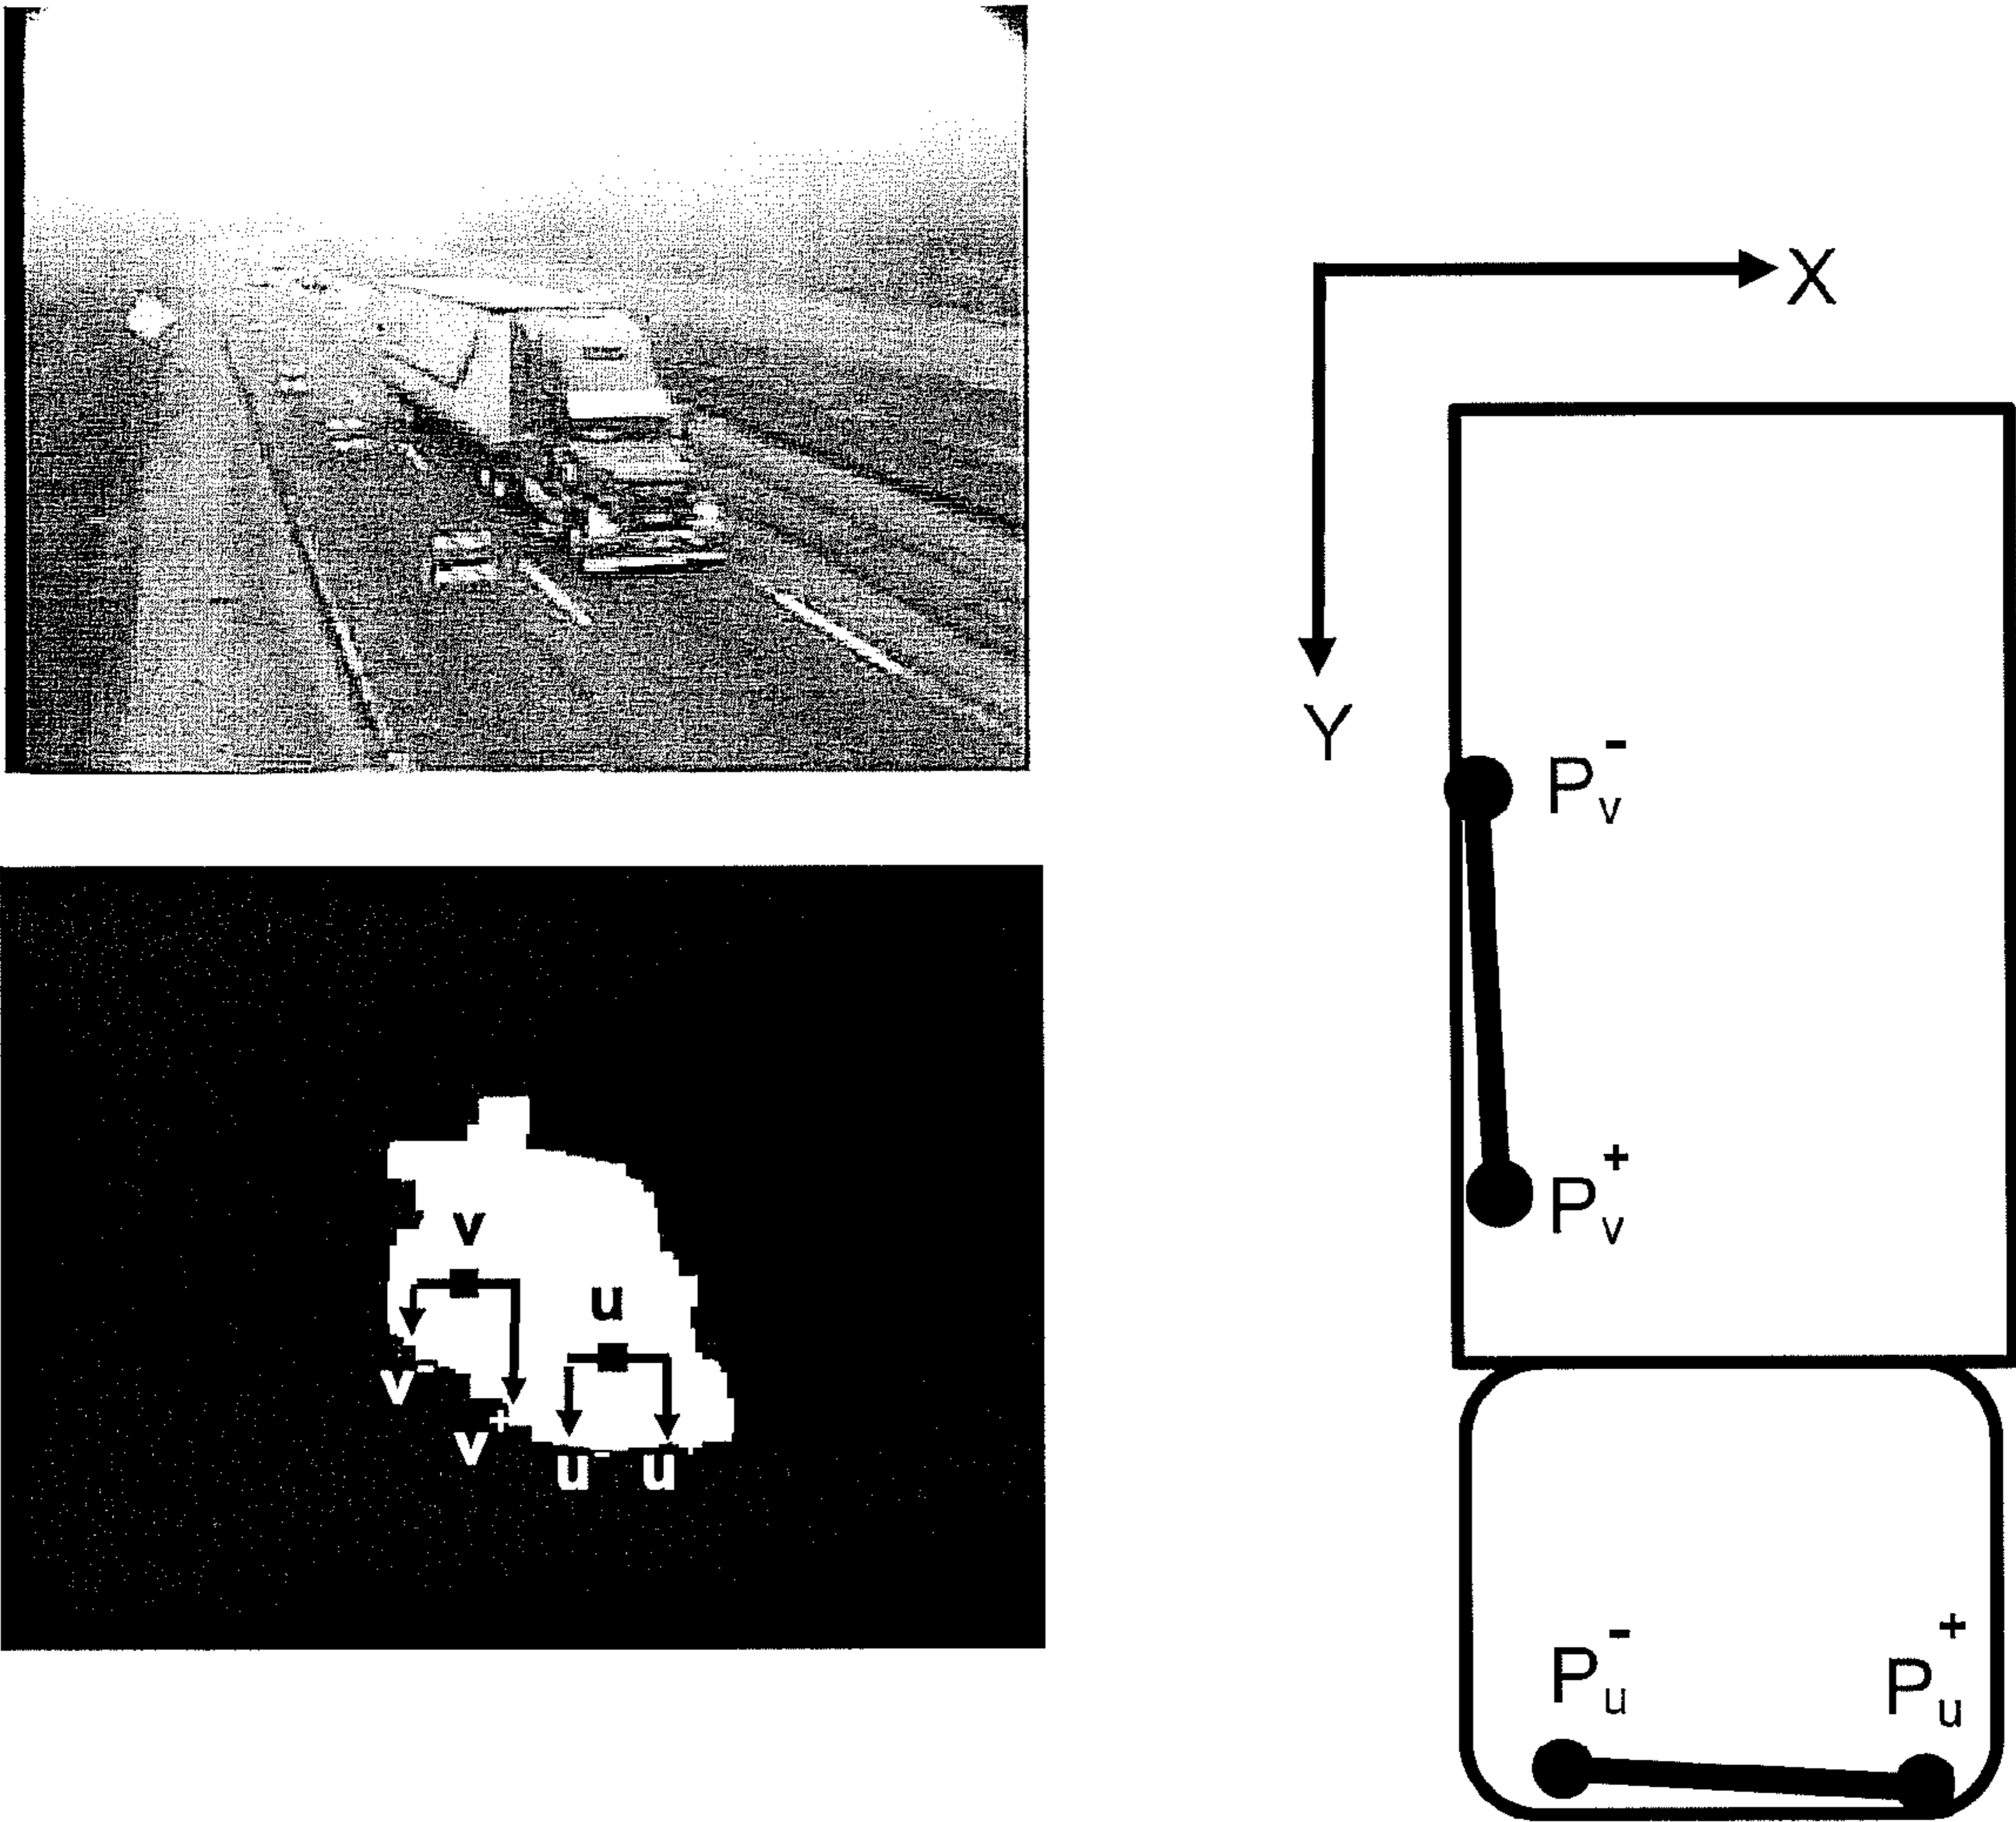 X
Y
P_v^-
P_v^+
v
u
v^-
v^+
u^-
u^+
P_u^-
P_u^+